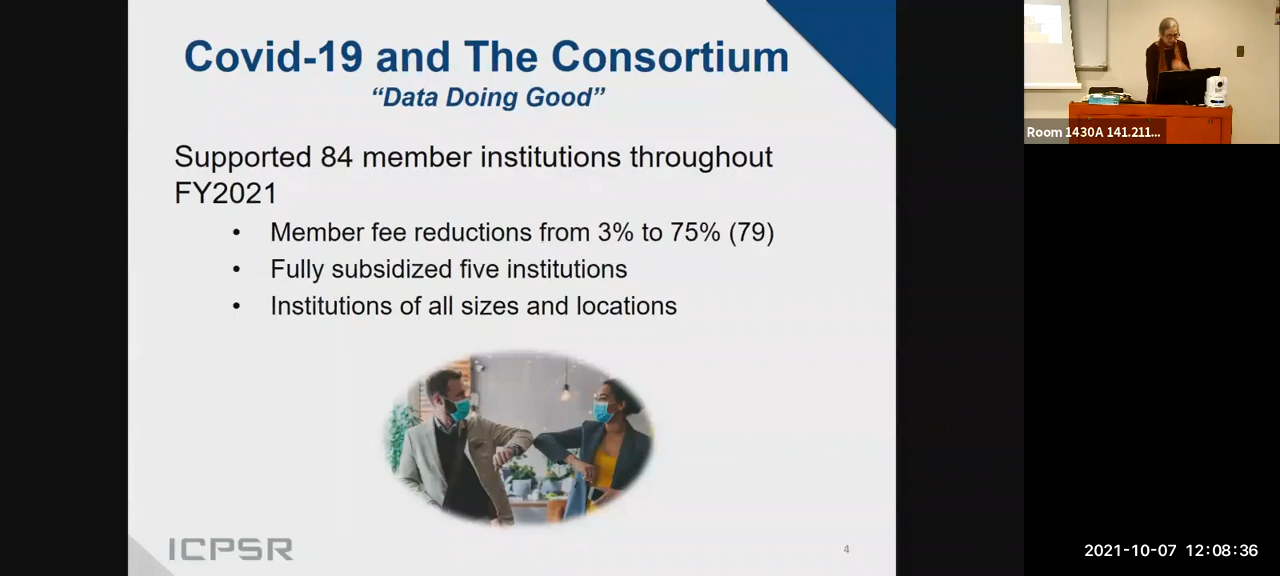 Covid-19 and The Consortium
“Data Doing Good”
Supported 84 member institutions throughout
FY2021
• Member fee reductions from 3% to 75% (79)
• Fully subsidized five institutions
• Institutions of all sizes and locations
ICPSR
4
Room 1430A 141.211...
2021-10-07 12:08:36